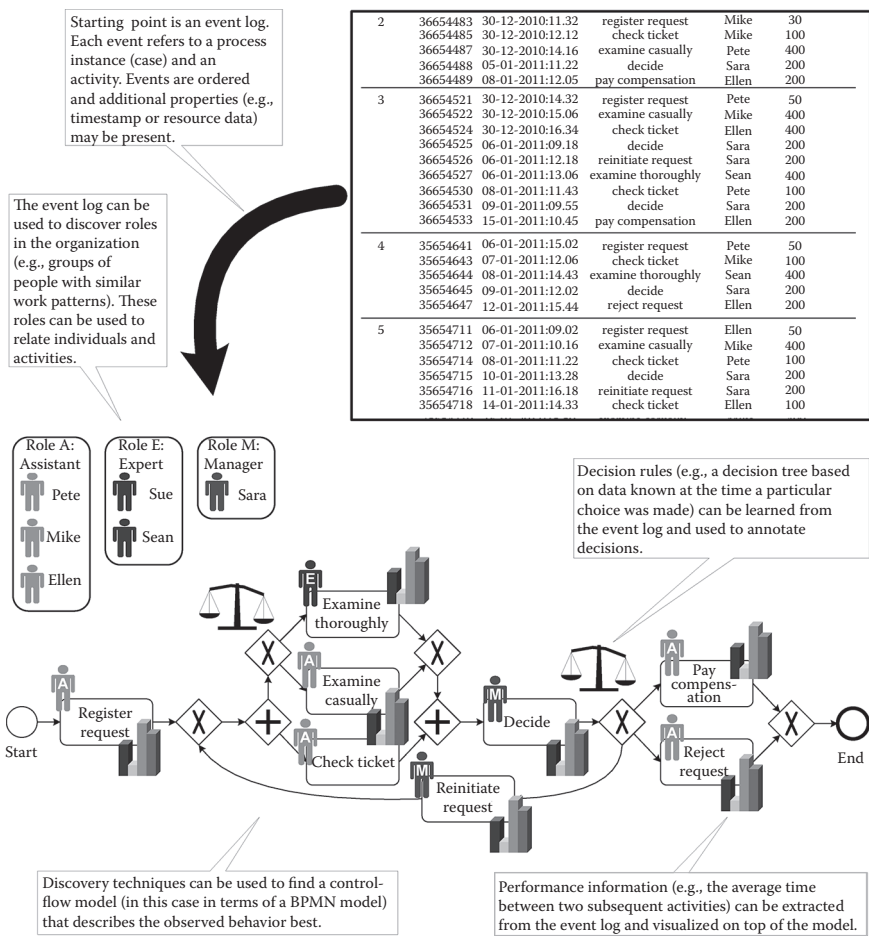 Starting point is an event log.
Each event refers to a process
instance (case) and an
activity. Events are ordered
and additional properties (e.g.,
timestamp or resource data)
may be present.
2 36654483 30-12-2010:11.32 register request Mike 30
36654485 30-12-2010:12.12 check ticket Mike 100
36654487 30-12-2010:14.16 examine casually Pete 400
36654488 05-01-2011:11.22 decide Sara 200
36654489 08-01-2011:12.05 pay compensation Ellen 200
3 36654521 30-12-2010:14.32 register request Pete 50
36654522 30-12-2010:15.06 examine casually Mike 400
36654524 30-12-2010:16.34 check ticket Ellen 400
36654525 06-01-2011:09.18 decide Sara 200
36654526 06-01-2011:12.18 reinitiate request Sara 200
36654527 06-01-2011:13.06 examine thoroughly Sean 400
36654530 08-01-2011:11.43 check ticket Pete 100
36654531 09-01-2011:09.55 decide Sara 200
36654533 15-01-2011:10.45 pay compensation Ellen 200
4 35654641 06-01-2011:15.02 register request Pete 50
35654643 07-01-2011:12.06 check ticket Mike 100
35654644 08-01-2011:14.43 examine thoroughly Sean 400
35654645 09-01-2011:12.02 decide Sara 200
35654647 12-01-2011:15.44 reject request Ellen 200
5 35654711 06-01-2011:09.02 register request Ellen 50
35654712 07-01-2011:10.16 examine casually Mike 400
35654714 08-01-2011:11.22 check ticket Pete 100
35654715 10-01-2011:13.28 decide Sara 200
35654716 11-01-2011:16.18 reinitiate request Sara 200
35654718 14-01-2011:14.33 check ticket Ellen 100
The event log can be
used to discover roles
in the organization
(e.g., groups of
people with similar
work patterns). These
roles can be used to
relate individuals and
activities.
Role A:
Assistant
Pete
Mike
Ellen
Role E:
Expert
Sue
Sean
Role M:
Manager
Sara
Decision rules (e.g., a decision tree based
on data known at the time a particular
choice was made) can be learned from
the event log and used to annotate
decisions.
Start
A
Register
request
E
Examine
thoroughly
A
Examine
casually
A
Check ticket
M
Decide
M
Reinitiate
request
A
Pay
compens-
ation
A
Reject
request
End
Discovery techniques can be used to find a control-
flow model (in this case in terms of a BPMN model)
that describes the observed behavior best.
Performance information (e.g., the average time
between two subsequent activities) can be extracted
from the event log and visualized on top of the model.